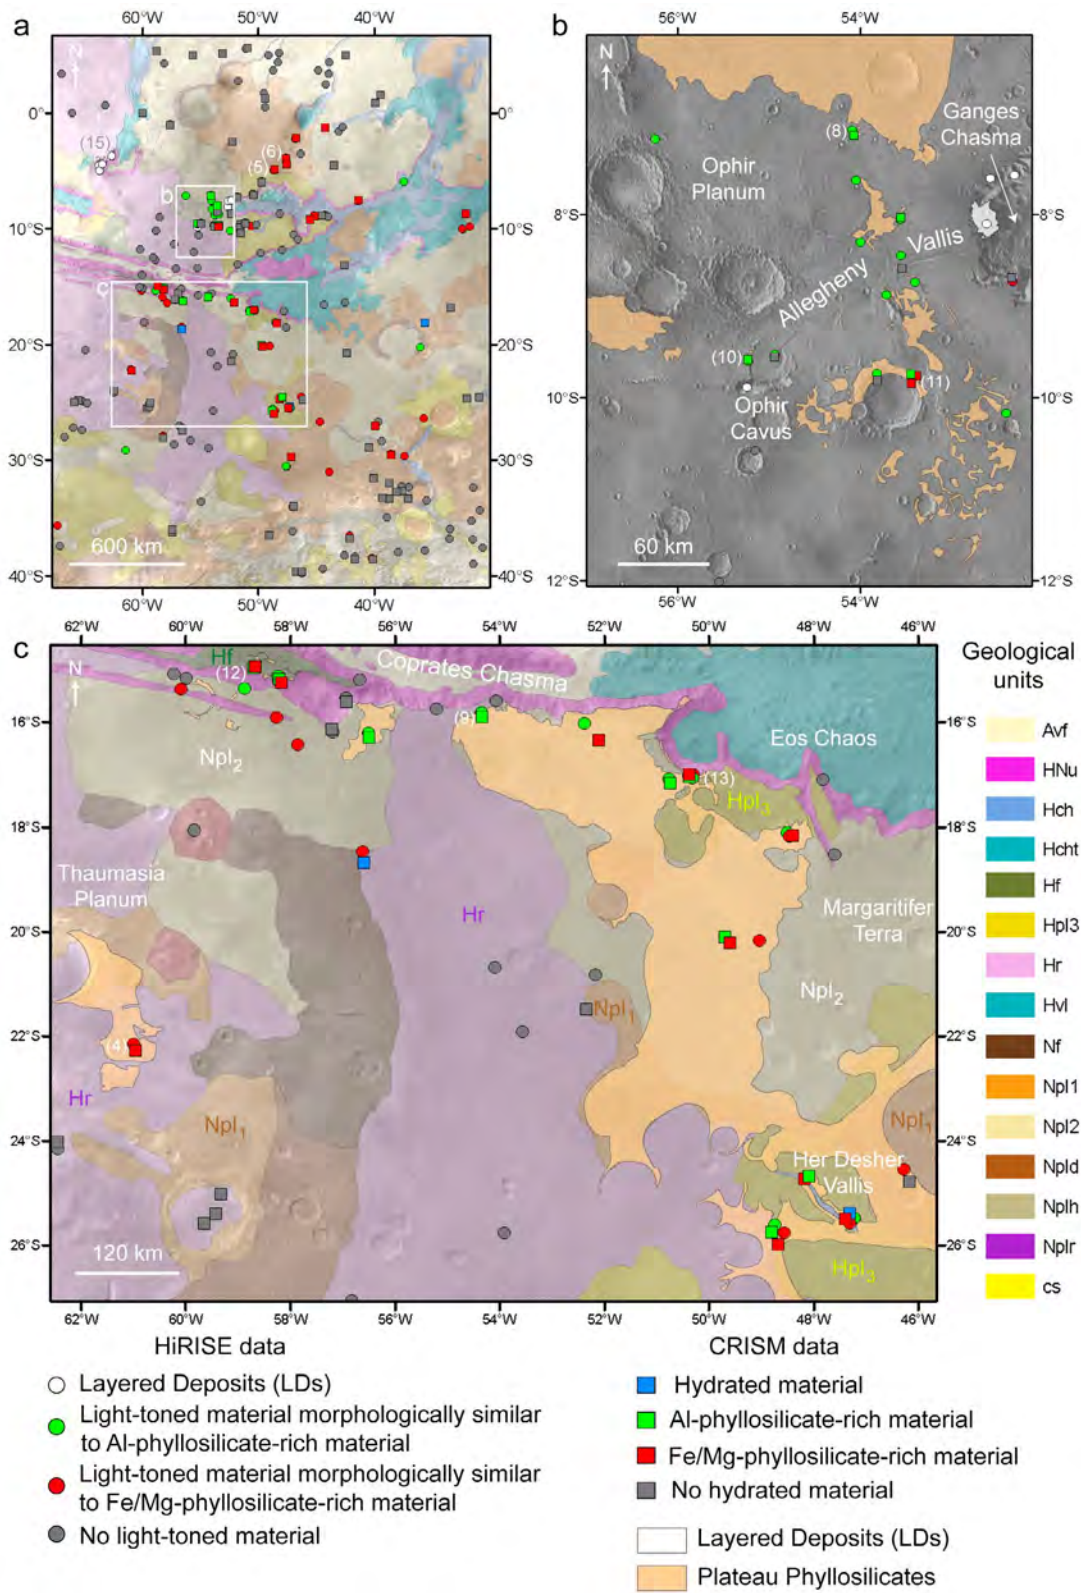 a
60°W 50°W 40°W
N
0° 0°
(15)
(6)
(5)
b
10°S 10°S
c
20°S 20°S
30°S 30°S
600 km
40°S 40°S
60°W 50°W 40°W
b
56°W 54°W
N
(8)
Ganges
Chasma
Ophir
Planum
8°S 8°S
Vallis
Allegheny
(10)
(11)
10°S 10°S
Ophir
Cavus
60 km
12°S 12°S
56°W 54°W
c
62°W 60°W 58°W 56°W 54°W 52°W 50°W 48°W 46°W
N
Hf
Coprates Chasma
(12)
(9)
16°S 16°S
Eos Chaos
Npl2
(13)
Hpl3
18°S 18°S
Thaumasia
Planum
Hr
Margaritifer
Terra
20°S 20°S
Npl2
Npl1
22°S 22°S
(4)
Hr
Npl1
Npl1
24°S 24°S
Her Desher
Vallis
26°S 26°S
120 km
Hpl3
62°W 60°W 58°W 56°W 54°W 52°W 50°W 48°W 46°W
Geological
units
Avf
HNu
Hch
Hcht
Hf
Hpl3
Hr
Hvl
Nf
Npl1
Npl2
Npld
Nplh
Nplr
cs
HiRISE data
Layered Deposits (LDs)
Light-toned material morphologically similar
to Al-phyllosilicate-rich material
Light-toned material morphologically similar
to Fe/Mg-phyllosilicate-rich material
No light-toned material
CRISM data
Hydrated material
Al-phyllosilicate-rich material
Fe/Mg-phyllosilicate-rich material
No hydrated material
Layered Deposits (LDs)
Plateau Phyllosilicates